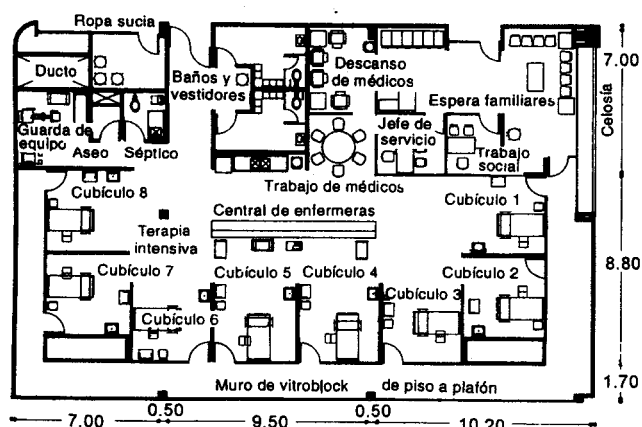 Ropa sucia
Ducto
Baños y
vestidores
Descanso
de médicos
Espera familiares
Celosía
7.00
Guarda de
equipo
Aseo
Séptico
Jefe de
servicio
Trabajo
social
Trabajo de médicos
Cubículo 8
Cubículo 1
Central de enfermeras
Terapia
intensiva
8.80
Cubículo 7
Cubículo 5
Cubículo 4
Cubículo 2
Cubículo 6
Cubículo 3
Muro de vitroblock de piso a plafón
1.70
7.00
0.50
9.50
0.50
10.20